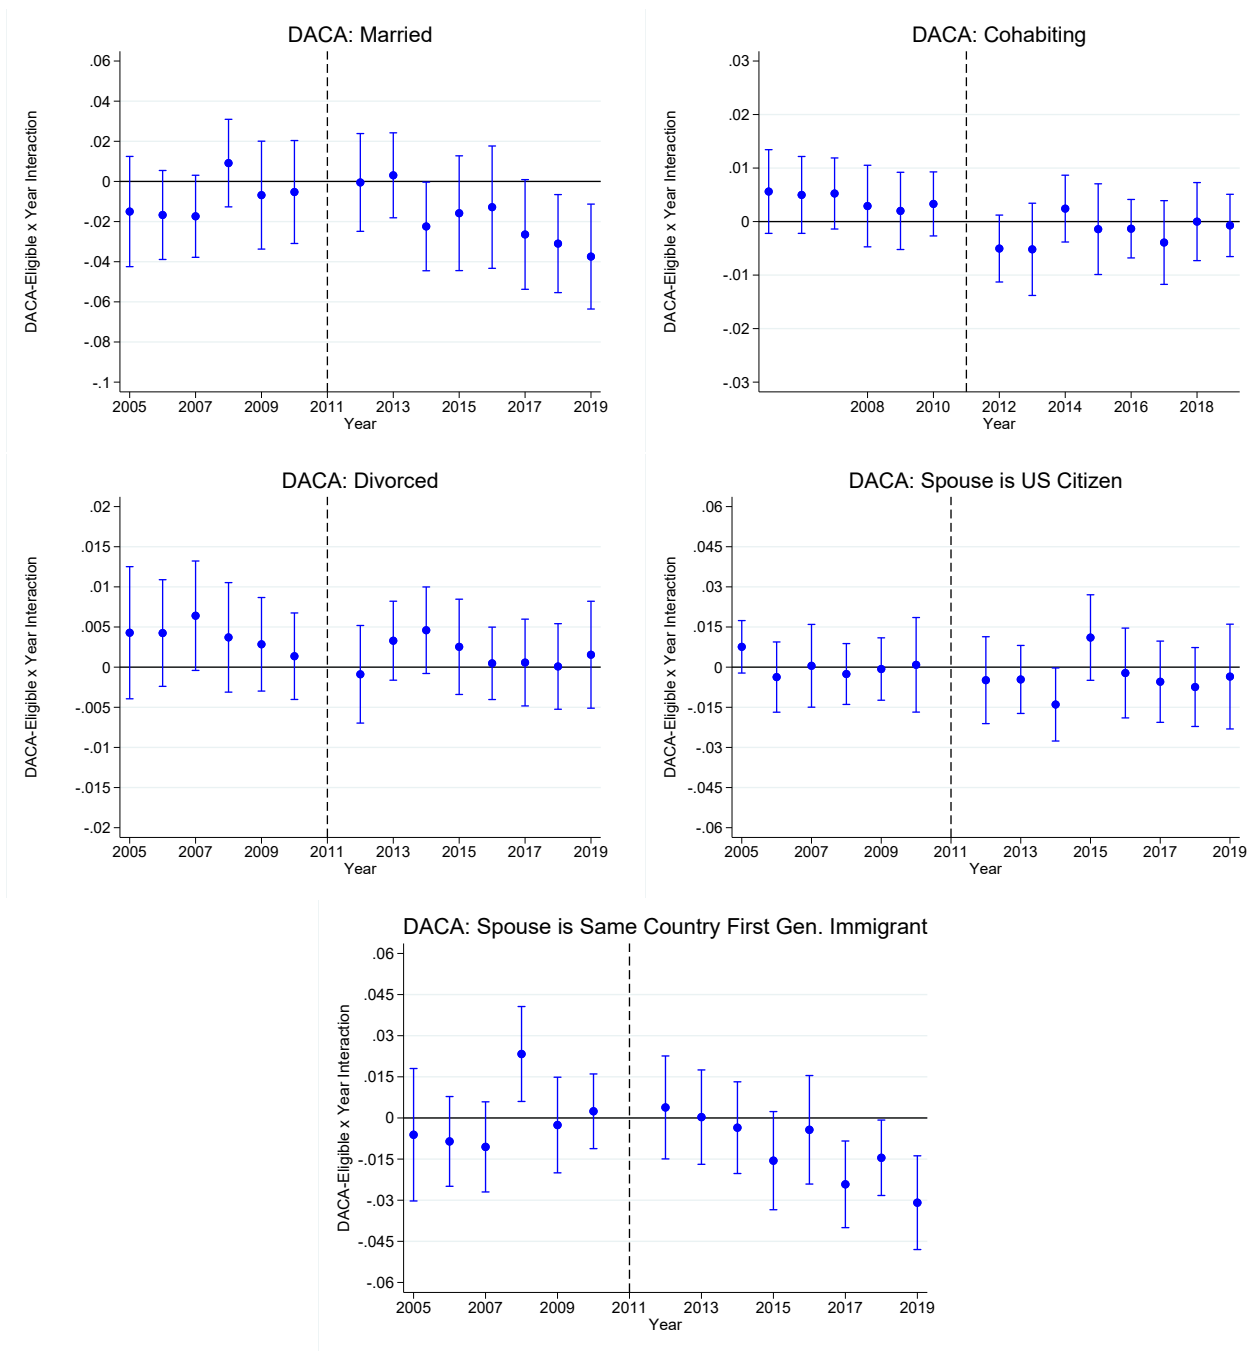 DACA: Married
DACA-Eligible x Year Interaction
.06
.04
.02
0
-.02
-.04
-.06
-.08
-.1
2005 2007 2009 2011 2013 2015 2017 2019
Year
DACA: Cohabiting
DACA-Eligible x Year Interaction
.03
.02
.01
0
-.01
-.02
-.03
2008 2010 2012 2014 2016 2018
Year
DACA: Divorced
DACA-Eligible x Year Interaction
.02
.015
.01
.005
0
-.005
-.01
-.015
-.02
2005 2007 2009 2011 2013 2015 2017 2019
Year
DACA: Spouse is US Citizen
DACA-Eligible x Year Interaction
.06
.045
.03
.015
0
-.015
-.03
-.045
-.06
2005 2007 2009 2011 2013 2015 2017 2019
Year
DACA: Spouse is Same Country First Gen. Immigrant
DACA-Eligible x Year Interaction
.06
.045
.03
.015
0
-.015
-.03
-.045
-.06
2005 2007 2009 2011 2013 2015 2017 2019
Year